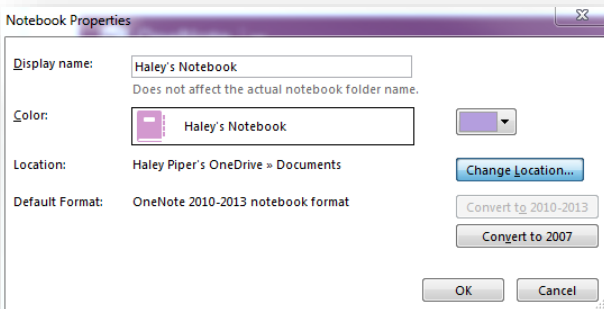 Notebook Properties
Display name: Haley's Notebook
Does not affect the actual notebook folder name.
Color: Haley's Notebook
Location: Haley Piper's OneDrive » Documents Change Location...
Default Format: OneNote 2010-2013 notebook format Convert to 2010-2013
Convert to 2007
OK Cancel